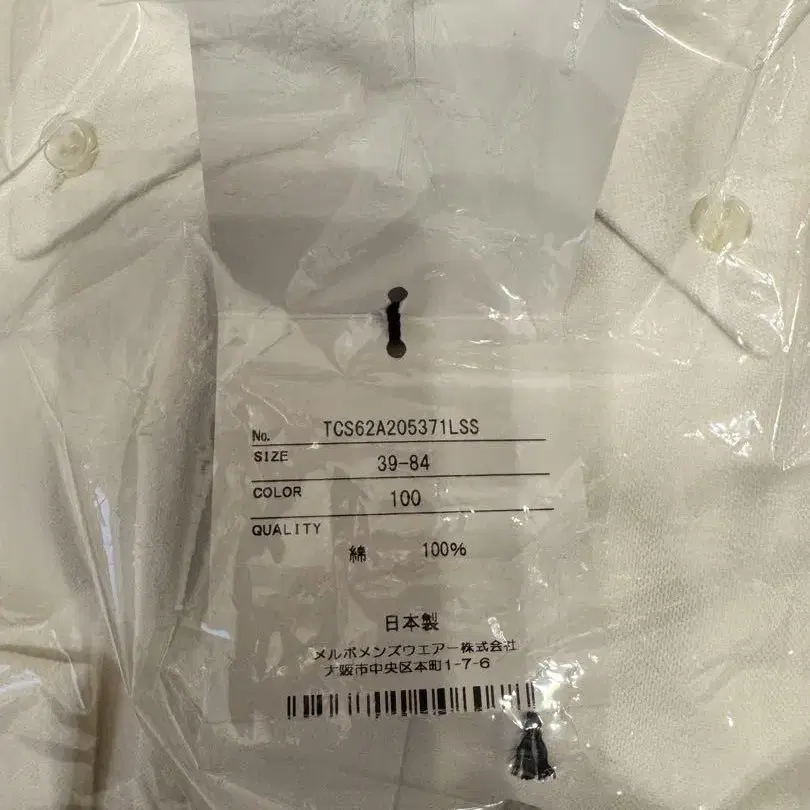 No. TCS62A205371LSS
SIZE 39-84
COLOR 100
QUALITY
綿 100%
日本製
メルボメンズウエアー株式会社
大阪市中央区本町1-7-6